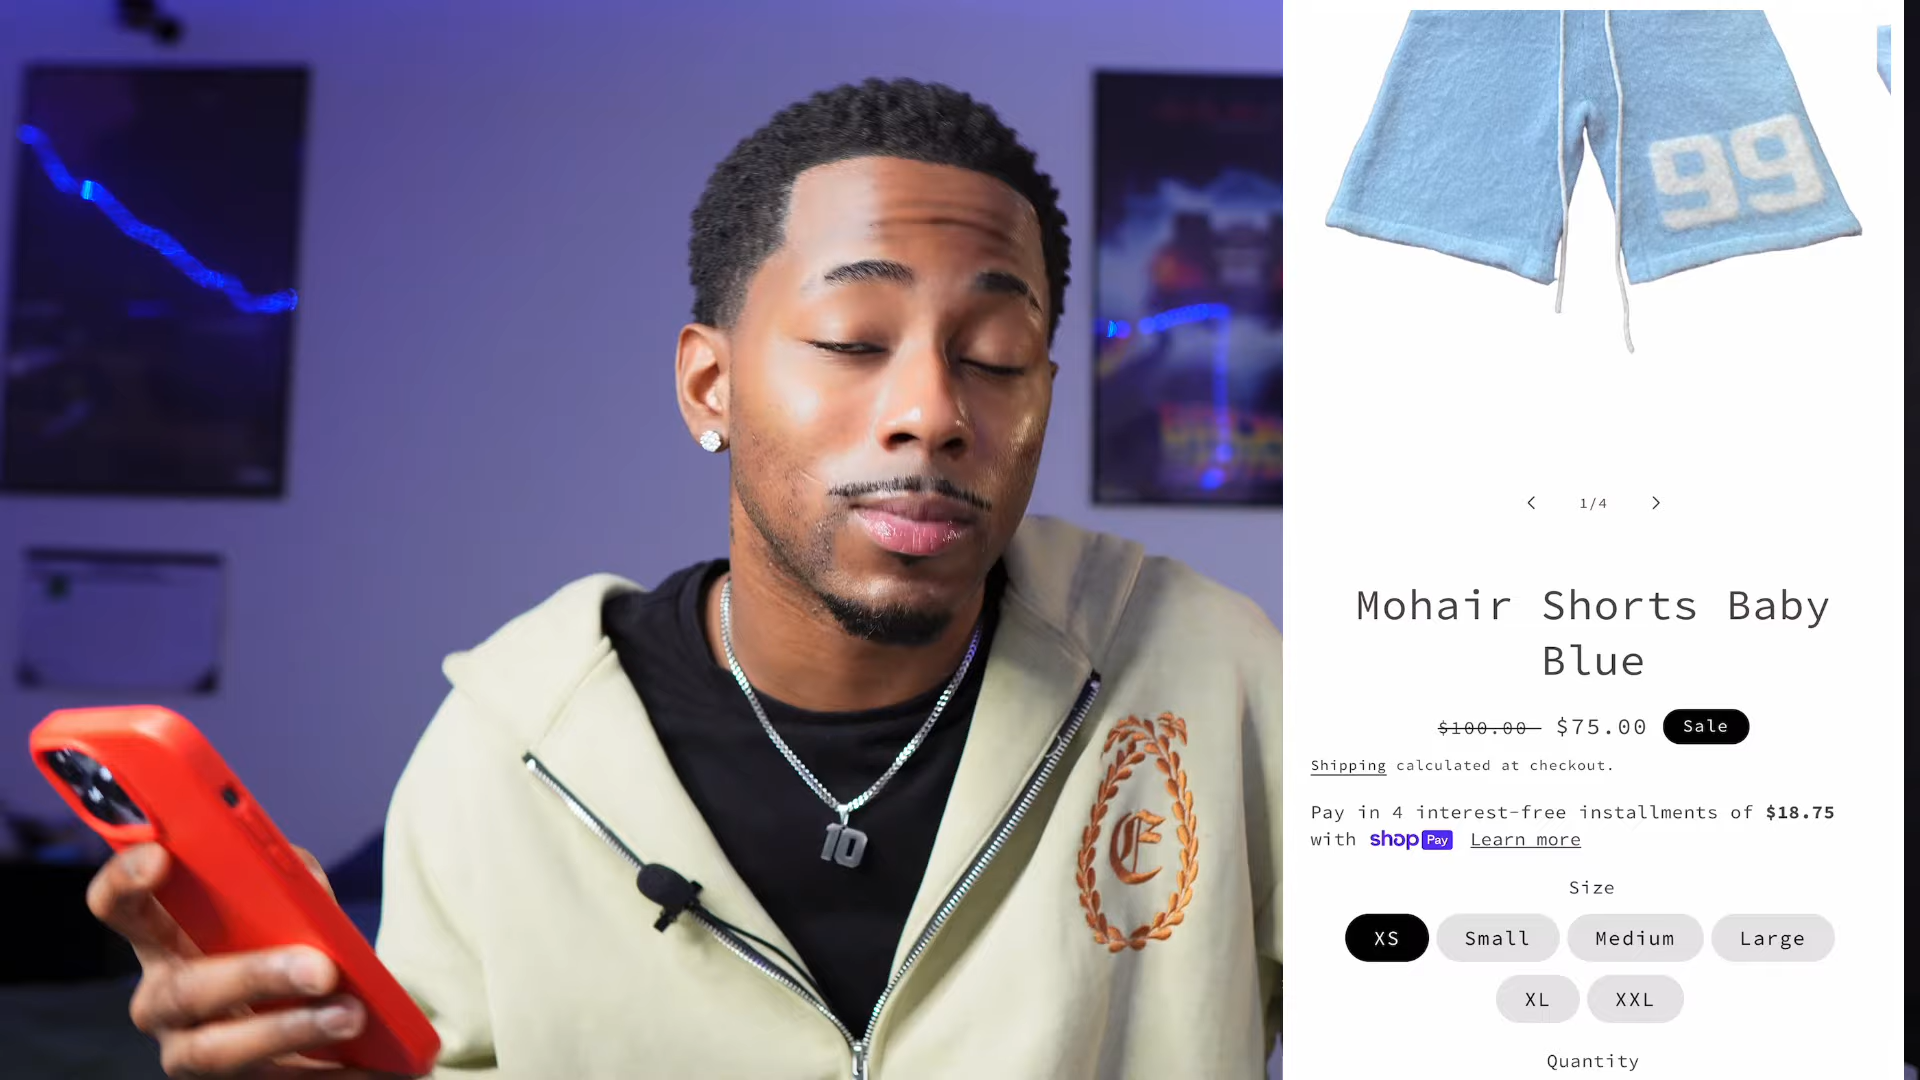 10
E
99
1/4
Mohair Shorts Baby
Blue
$100.00 $75.00 Sale
Shipping calculated at checkout.
Pay in 4 interest-free installments of $18.75
with shop Pay Learn more
Size
XS Small Medium Large
XL XXL
Quantity